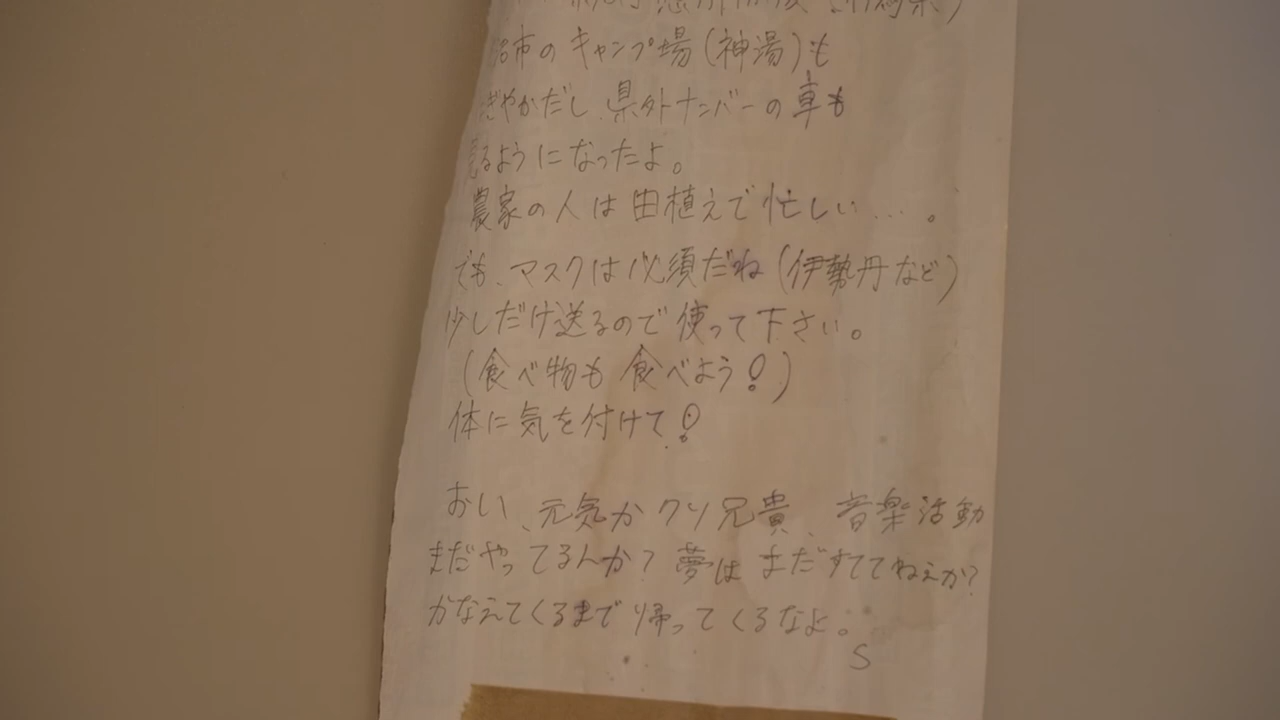 市のキャンプ場(神湯)も
ぎやかだし、県外ナンバーの車も
るようになったよ。
農家の人は田植えで忙しい…。
でも、マスクは必須だね(伊勢丹など)
少しだけ送るので使って下さい。
(食べ物も食べよう!)
体に気を付けて!
おい、元気かクソ兄貴、音楽活動
まだやってるんか?夢はまだすててねぇか?
かなえてくるまで帰ってくるなよ。
S